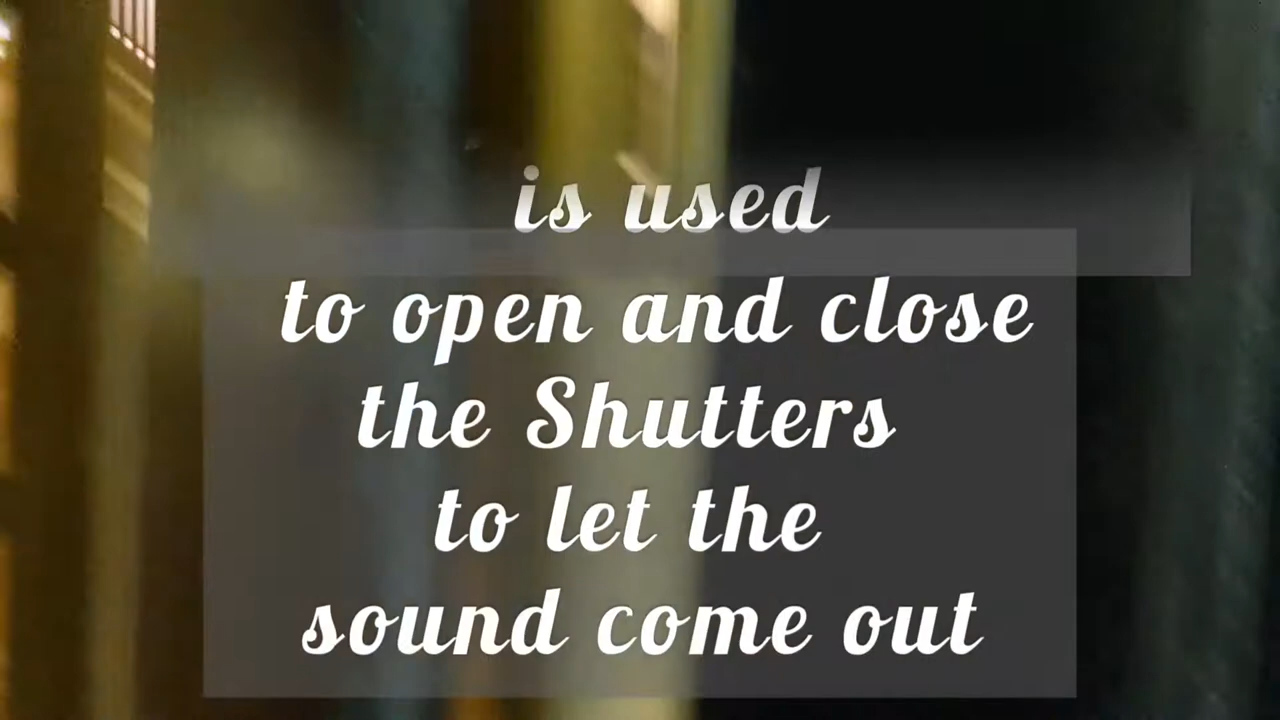 is used
to open and close
the Shutters
to let the
sound come out